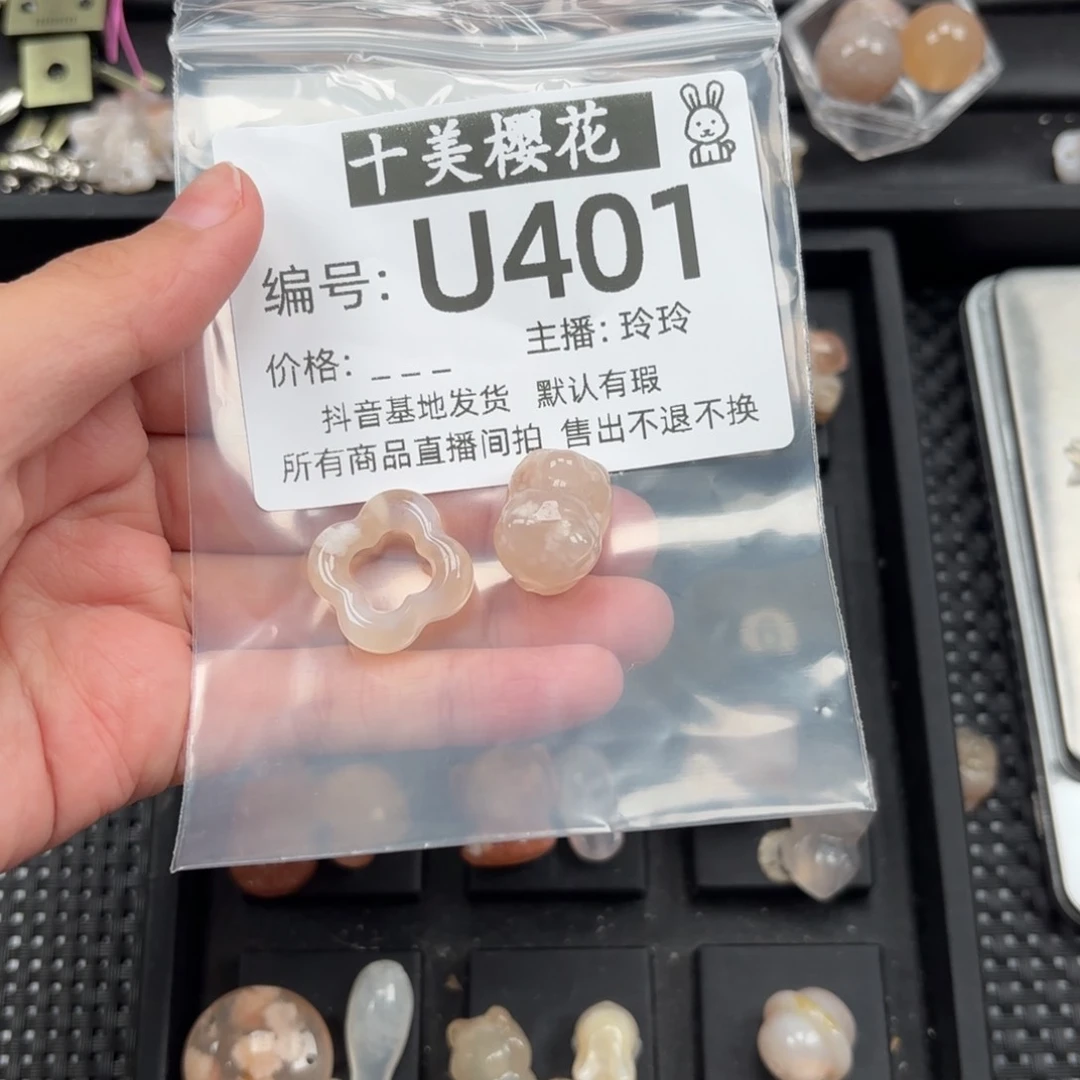 十美樱花
编号: U401
价格: _ _ _ 主播: 玲玲
抖音基地发货 默认有瑕
所有商品直播间拍 售出不退不换